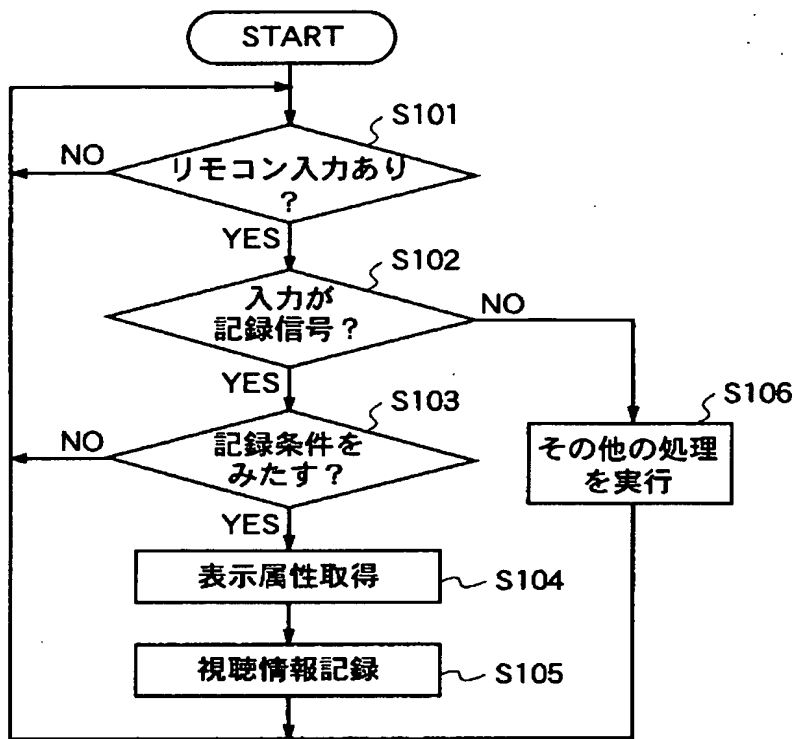 START
S101
NO
リモコン入力あり
?
YES
S102
入力が
記録信号?
NO
YES
S103
S106
NO
記録条件を
みたす?
その他の処理
を実行
YES
表示属性取得
S104
視聴情報記録
S105